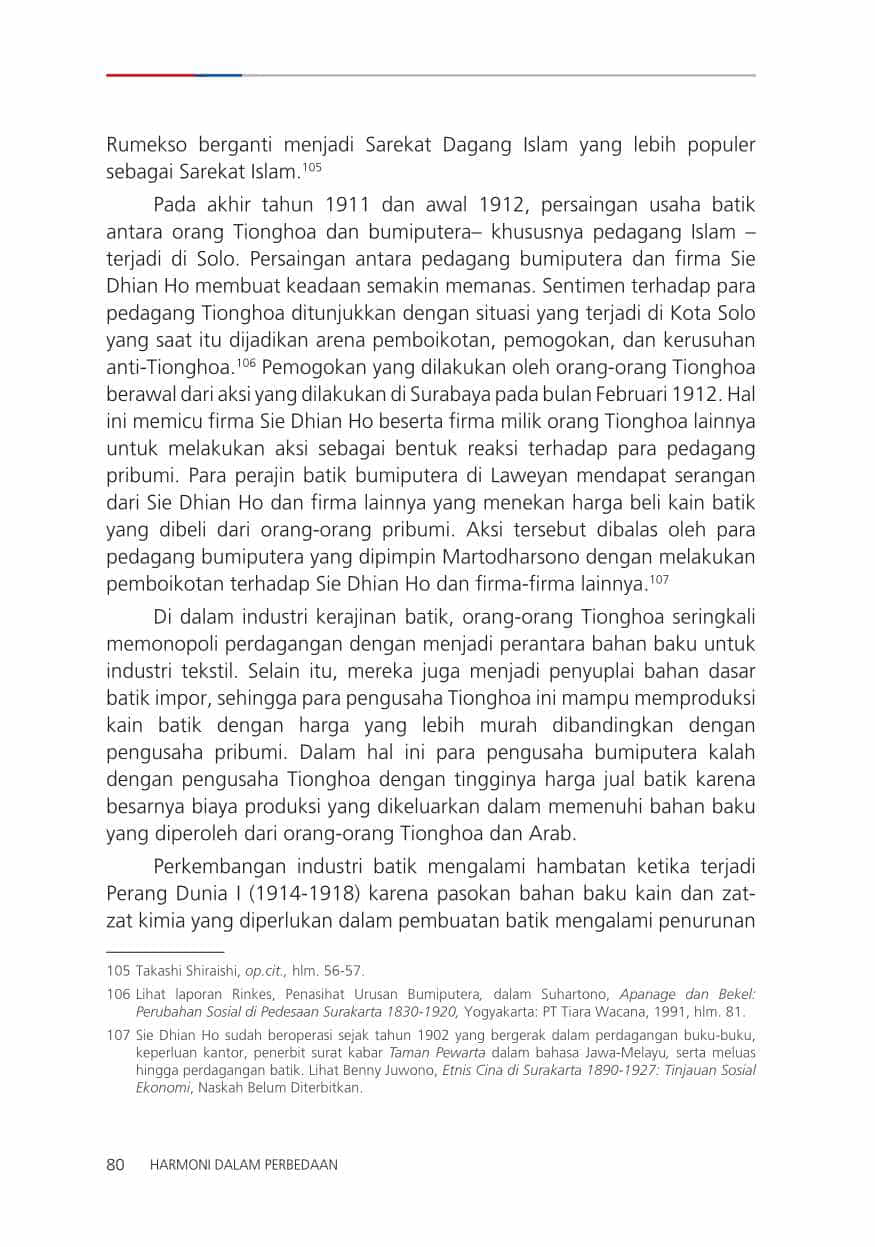 Rumekso berganti menjadi Sarekat Dagang Islam yang lebih populer
sebagai Sarekat Islam.105
Pada akhir tahun 1911 dan awal 1912, persaingan usaha batik
antara orang Tionghoa dan bumiputera– khususnya pedagang Islam –
terjadi di Solo. Persaingan antara pedagang bumiputera dan firma Sie
Dhian Ho membuat keadaan semakin memanas. Sentimen terhadap para
pedagang Tionghoa ditunjukkan dengan situasi yang terjadi di Kota Solo
yang saat itu dijadikan arena pemboikotan, pemogokan, dan kerusuhan
anti-Tionghoa.106 Pemogokan yang dilakukan oleh orang-orang Tionghoa
berawal dari aksi yang dilakukan di Surabaya pada bulan Februari 1912. Hal
ini memicu firma Sie Dhian Ho beserta firma milik orang Tionghoa lainnya
untuk melakukan aksi sebagai bentuk reaksi terhadap para pedagang
pribumi. Para perajin batik bumiputera di Laweyan mendapat serangan
dari Sie Dhian Ho dan firma lainnya yang menekan harga beli kain batik
yang dibeli dari orang-orang pribumi. Aksi tersebut dibalas oleh para
pedagang bumiputera yang dipimpin Martodharsono dengan melakukan
pemboikotan terhadap Sie Dhian Ho dan firma-firma lainnya.107
Di dalam industri kerajinan batik, orang-orang Tionghoa seringkali
memonopoli perdagangan dengan menjadi perantara bahan baku untuk
industri tekstil. Selain itu, mereka juga menjadi penyuplai bahan dasar
batik impor, sehingga para pengusaha Tionghoa ini mampu memproduksi
kain batik dengan harga yang lebih murah dibandingkan dengan
pengusaha pribumi. Dalam hal ini para pengusaha bumiputera kalah
dengan pengusaha Tionghoa dengan tingginya harga jual batik karena
besarnya biaya produksi yang dikeluarkan dalam memenuhi bahan baku
yang diperoleh dari orang-orang Tionghoa dan Arab.
Perkembangan industri batik mengalami hambatan ketika terjadi
Perang Dunia I (1914-1918) karena pasokan bahan baku kain dan zat-
zat kimia yang diperlukan dalam pembuatan batik mengalami penurunan
105 Takashi Shiraishi, op.cit., hlm. 56-57.
106 Lihat laporan Rinkes, Penasihat Urusan Bumiputera, dalam Suhartono, Apanage dan Bekel:
Perubahan Sosial di Pedesaan Surakarta 1830-1920, Yogyakarta: PT Tiara Wacana, 1991, hlm. 81.
107 Sie Dhian Ho sudah beroperasi sejak tahun 1902 yang bergerak dalam perdagangan buku-buku,
keperluan kantor, penerbit surat kabar Taman Pewarta dalam bahasa Jawa-Melayu, serta meluas
hingga perdagangan batik. Lihat Benny Juwono, Etnis Cina di Surakarta 1890-1927: Tinjauan Sosial
Ekonomi, Naskah Belum Diterbitkan.
80 HARMONI DALAM PERBEDAAN